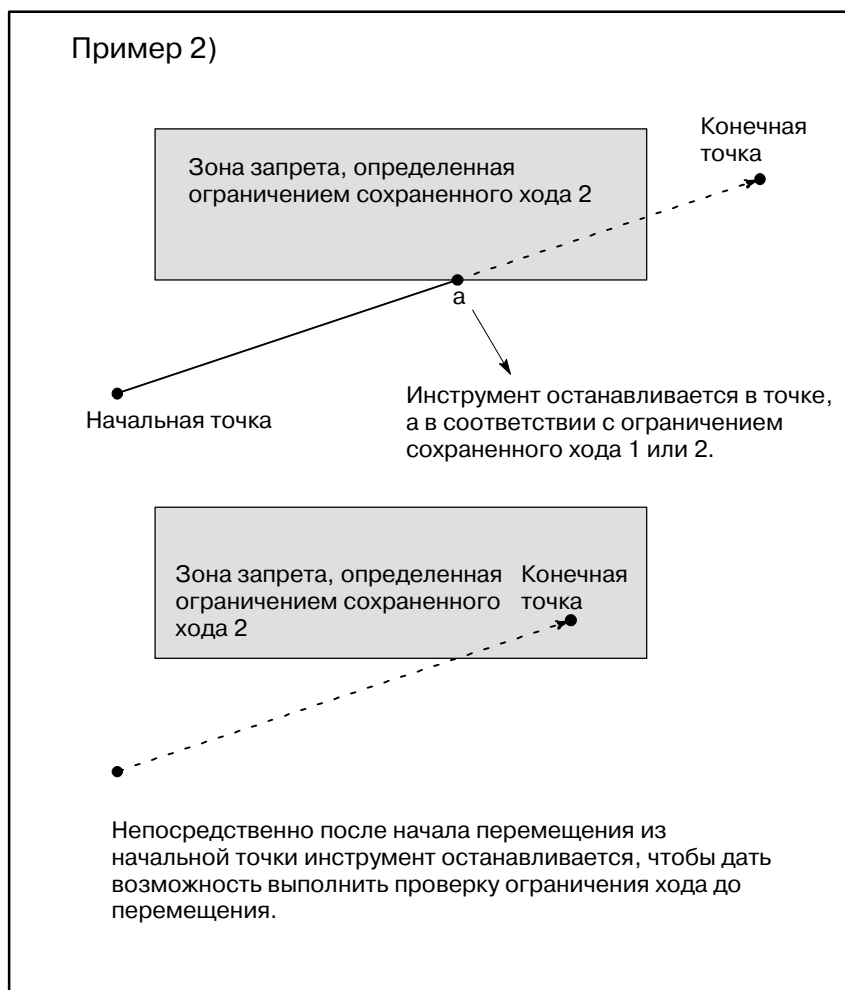 Пример 2)
Зона запрета, определенная
ограничением сохраненного хода 2
Конечная
точка
а
Начальная точка
Инструмент останавливается в точке,
а в соответствии с ограничением
сохраненного хода 1 или 2.
Зона запрета, определенная
ограничением сохраненного
хода 2
Конечная
точка
Непосредственно после начала перемещения из
начальной точки инструмент останавливается, чтобы дать
возможность выполнить проверку ограничения хода до
перемещения.